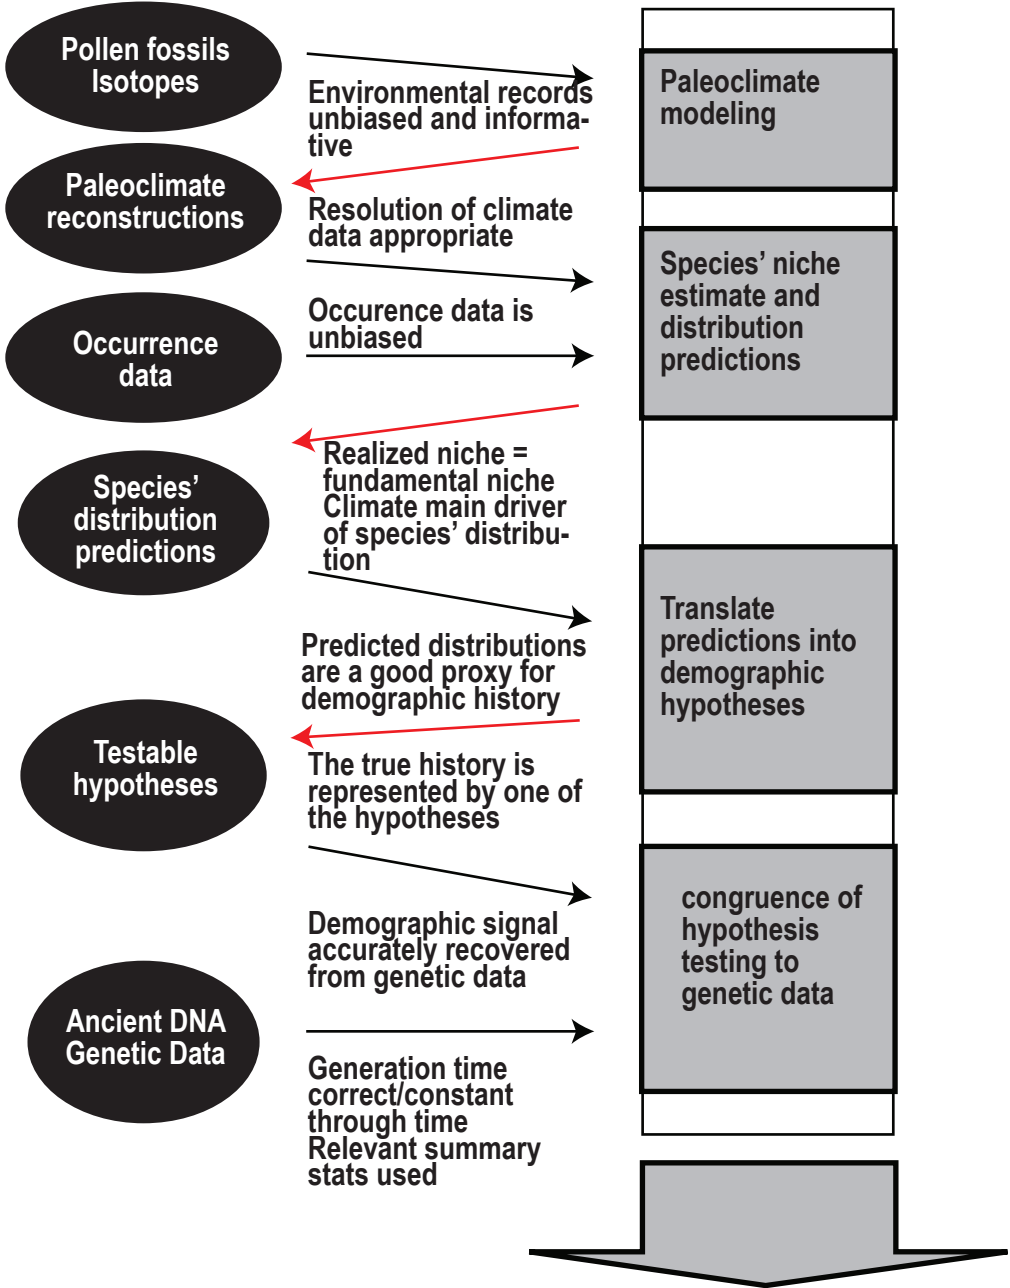 Pollen fossils
Isotopes
Environmental records
unbiased and informa-
tive
Paleoclimate
modeling
Paleoclimate
reconstructions
Resolution of climate
data appropriate
Species’ niche
estimate and
distribution
predictions
Occurence data is
unbiased
Occurrence
data
Realized niche =
fundamental niche
Climate main driver
of species’ distribu-
tion
Species’
distribution
predictions
Translate
predictions into
demographic
hypotheses
Predicted distributions
are a good proxy for
demographic history
Testable
hypotheses
The true history is
represented by one of
the hypotheses
congruence of
hypothesis
testing to
genetic data
Demographic signal
accurately recovered
from genetic data
Ancient DNA
Genetic Data
Generation time
correct/constant
through time
Relevant summary
stats used